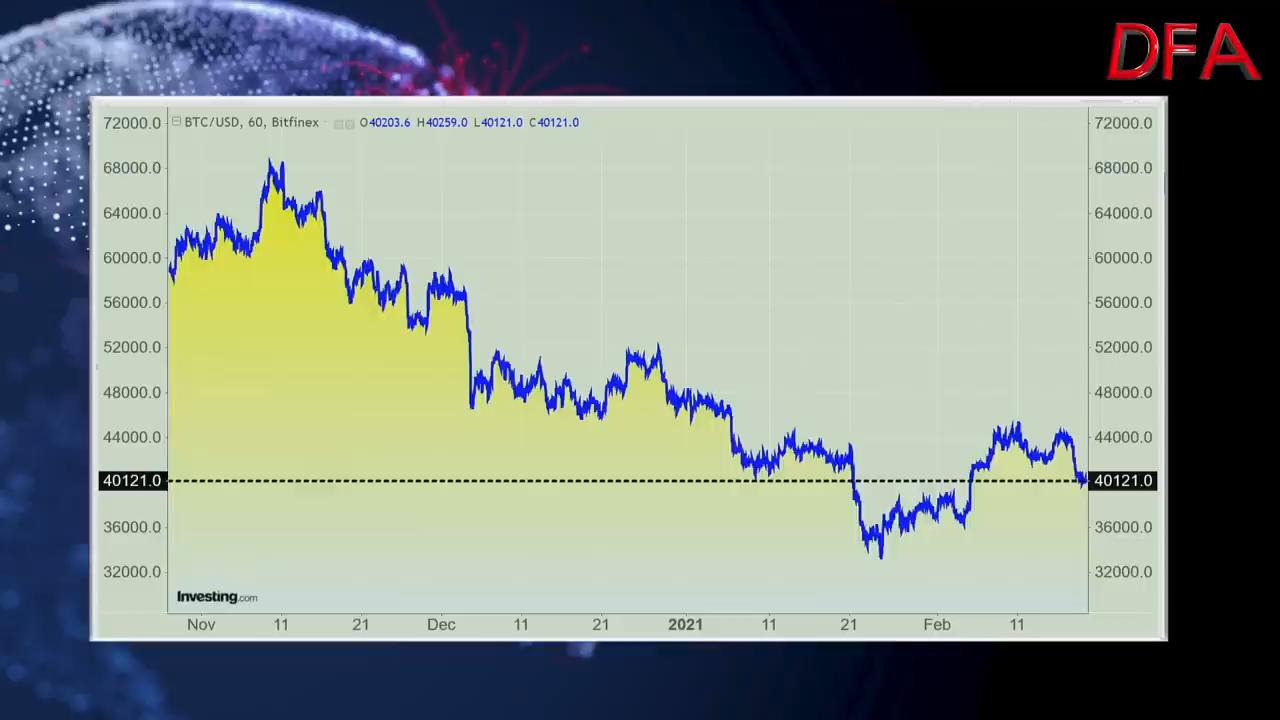 DFA
BTC/USD, 60, Bitfinex O40203.6 H40259.0 L40121.0 C40121.0
72000.0 72000.0
68000.0 68000.0
64000.0 64000.0
60000.0 60000.0
56000.0 56000.0
52000.0 52000.0
48000.0 48000.0
44000.0 44000.0
40121.0 40121.0
36000.0 36000.0
32000.0 32000.0
Investing.com
Nov 11 21 Dec 11 21 2021 11 21 Feb 11